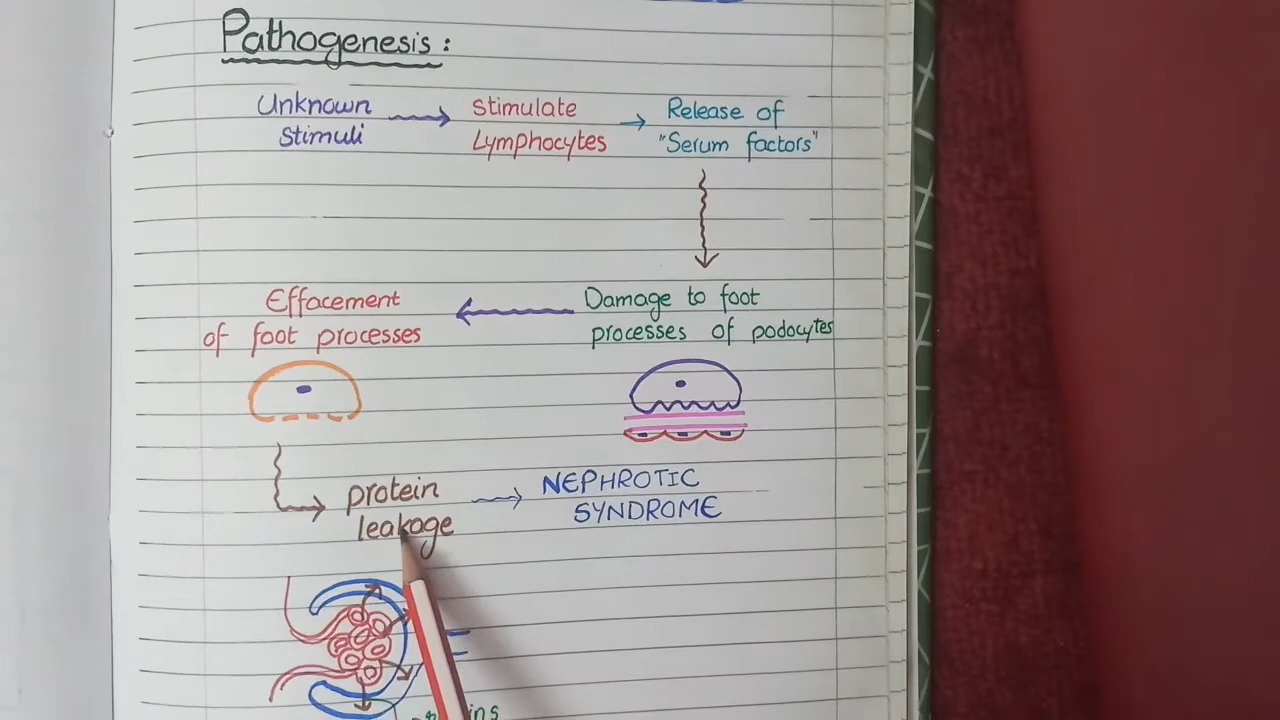 Pathogenesis:
Unknown
Stimuli
Stimulate
Lymphocytes
Release of
"Serum factors"
Damage to foot
processes of podocytes
Effacement
of foot processes
protein
leakage
NEPHROTIC
SYNDROME